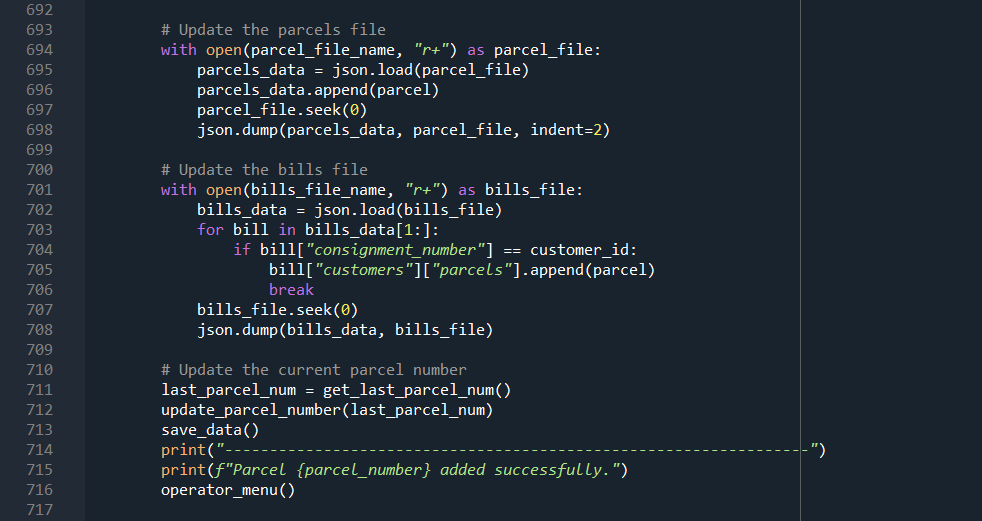 692
693 # Update the parcels file
694 with open(parcel_file_name, "r+") as parcel_file:
695 parcels_data = json.load(parcel_file)
696 parcels_data.append(parcel)
697 parcel_file.seek(0)
698 json.dump(parcels_data, parcel_file, indent=2)
699
700 # Update the bills file
701 with open(bills_file_name, "r+") as bills_file:
702 bills_data = json.load(bills_file)
703 for bill in bills_data[1:]:
704 if bill["consignment_number"] == customer_id:
705 bill["customers"]["parcels"].append(parcel)
706 break
707 bills_file.seek(0)
708 json.dump(bills_data, bills_file)
709
710 # Update the current parcel number
711 last_parcel_num = get_last_parcel_num()
712 update_parcel_number(last_parcel_num)
713 save_data()
714 print("-----------------------------------------------------------------")
715 print(f"Parcel {parcel_number} added successfully.")
716 operator_menu()
717